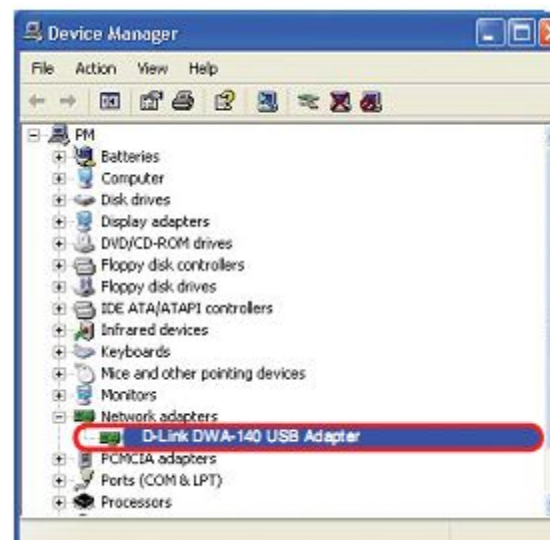 Device Manager
File Action View Help
PM
Batteries
Computer
Disk drives
Display adapters
DVD/CD-ROM drives
Floppy disk controllers
Floppy disk drives
IDE ATA/ATAPI controllers
Infrared devices
Keyboards
Mice and other pointing devices
Monitors
Network adapters
D-Link DWA-140 USB Adapter
PCMCIA adapters
Ports (COM & LPT)
Processors